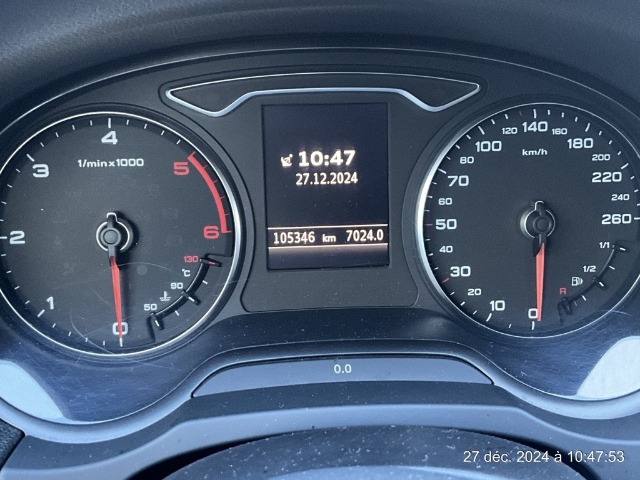 10:47
27.12.2024
105346 km 7024.0
1/min x 1000
0 1 2 3 4 5 6
50 90 130
°C
km/h
0 10 20 30 50 70 80 100 120 140 160 180 200 220 240 260
R 1/2 1/1
0.0
27 déc. 2024 à 10:47:53